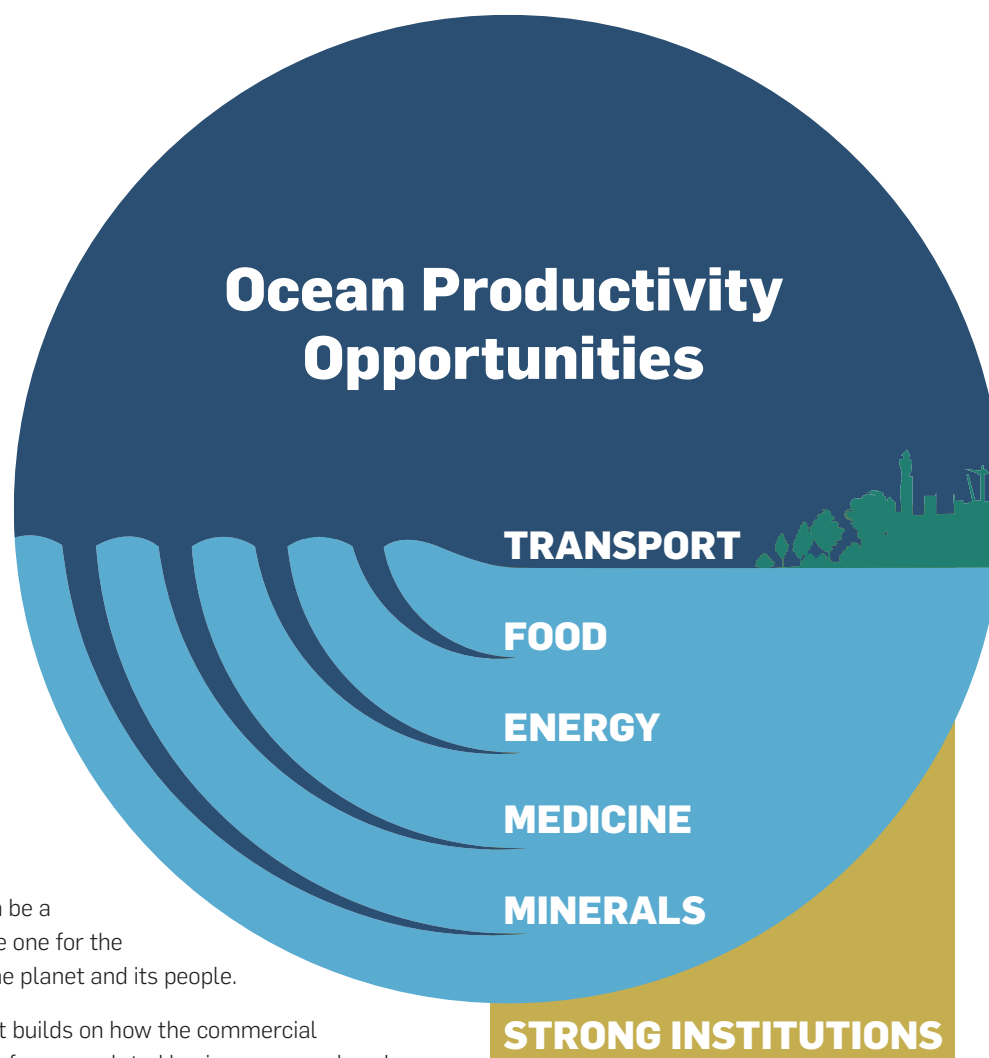 Ocean Productivity
Opportunities
TRANSPORT
FOOD
ENERGY
MEDICINE
MINERALS
be a
one for the
planet and its people.
builds on how the commercial
STRONG INSTITUTIONS